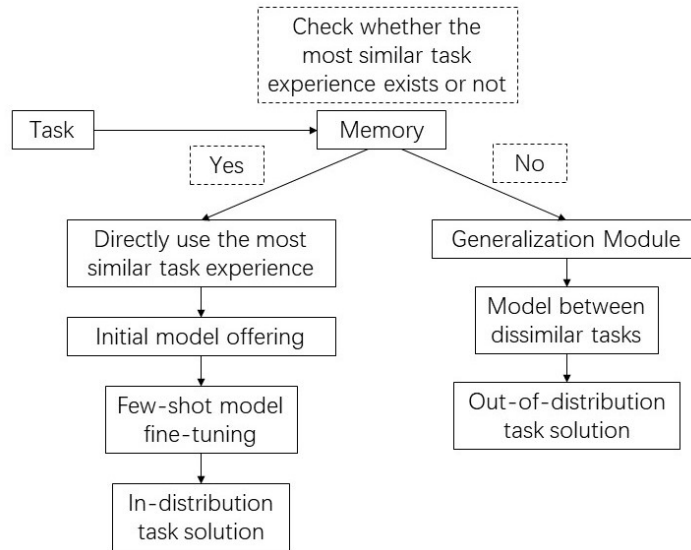 Check whether the
most similar task
experience exists or not
Task
Memory
Yes
No
Directly use the most
similar task experience
Generalization Module
Initial model offering
Model between
dissimilar tasks
Few-shot model
fine-tuning
Out-of-distribution
task solution
In-distribution
task solution